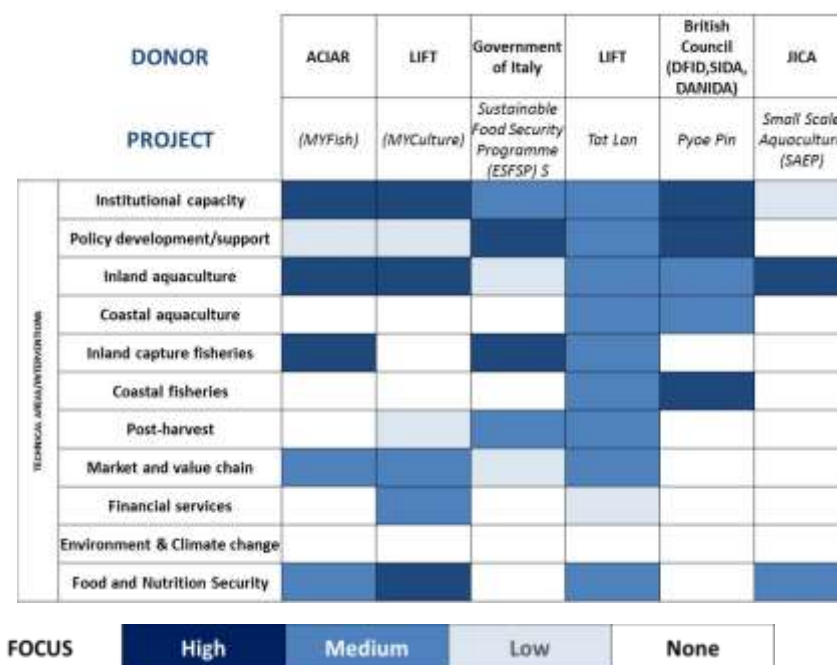 DONOR ACIAR LIFT Government of Italy LIFT British Council (DFID,SIDA, DANIDA) JICA
PROJECT (MYFish) (MYCulture) Sustainable Food Security Programme (ESFSP) S Tat Lan Pyoe Pin Small Scale Aquaculture (SAEP)
TECHNICAL AREAS/INTERVENTIONS
Institutional capacity
Policy development/support
Inland aquaculture
Coastal aquaculture
Inland capture fisheries
Coastal fisheries
Post-harvest
Market and value chain
Financial services
Environment & Climate change
Food and Nutrition Security
FOCUS High Medium Low None